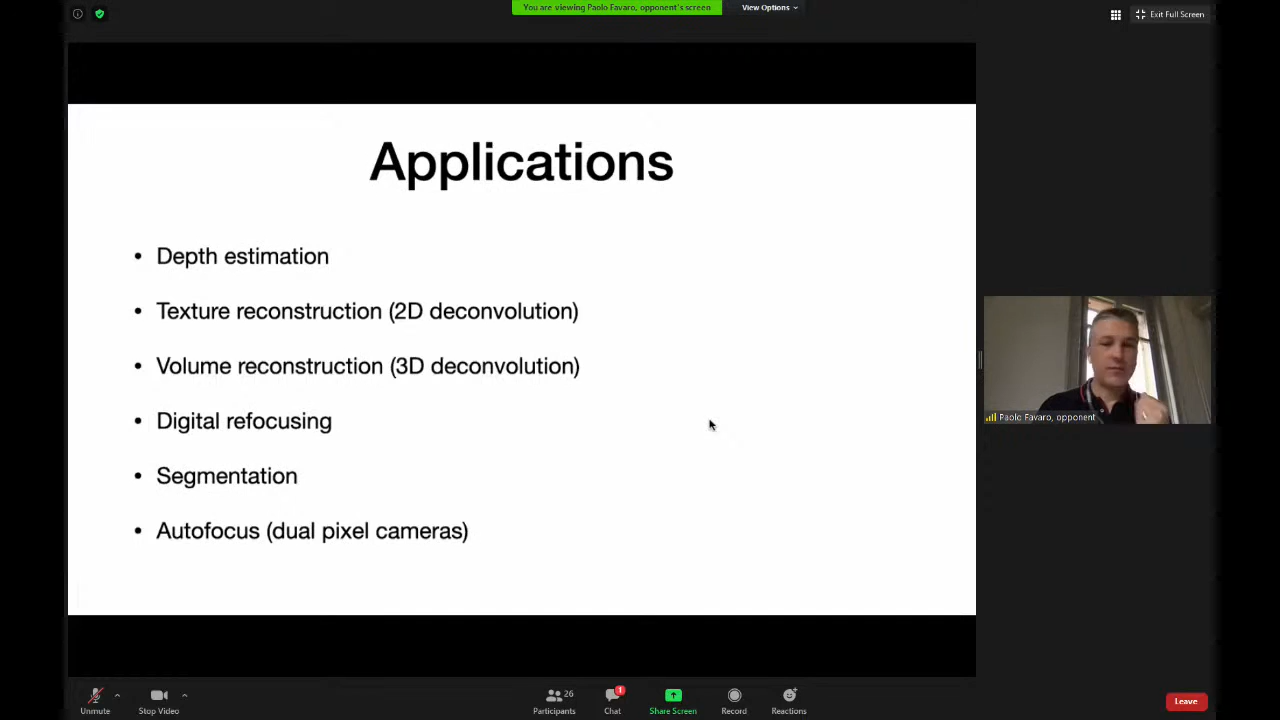 You are viewing Paolo Favaro, opponent's screen
View Options
Exit Full Screen
Applications
• Depth estimation
• Texture reconstruction (2D deconvolution)
• Volume reconstruction (3D deconvolution)
• Digital refocusing
• Segmentation
• Autofocus (dual pixel cameras)
Paolo Favaro, opponent
Unmute
Stop Video
26
Participants
1
Chat
Share Screen
Record
Reactions
Leave